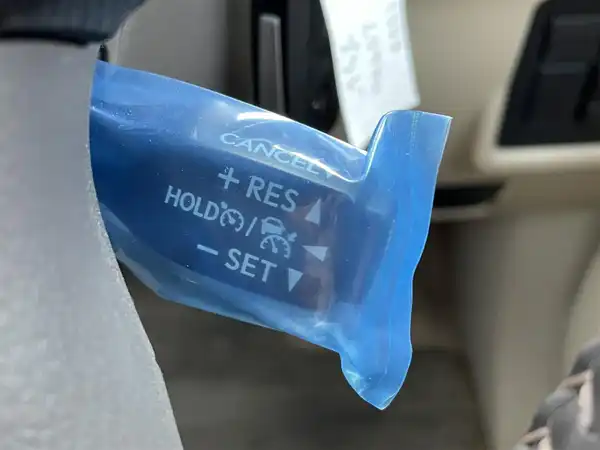 CANCEL
+ RES
HOLD /
− SET